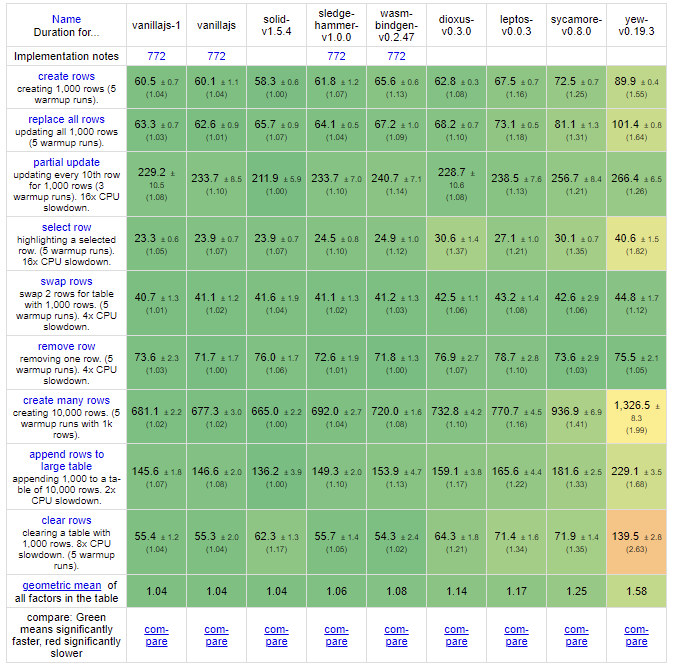 Name
Duration for...
vanillajs-1
vanillajs
solid-
v1.5.4
sledge-
hammer-
v1.0.0
wasm-
bindgen-
v0.2.47
dioxus-
v0.3.0
leptos-
v0.0.3
sycamore-
v0.8.0
yew-
v0.19.3
Implementation notes 772 772 772 772
create rows
creating 1,000 rows (5
warmup runs).
60.5 ± 0.7
(1.04)
60.1 ± 1.1
(1.04)
58.3 ± 0.6
(1.00)
61.8 ± 1.2
(1.07)
65.6 ± 0.6
(1.13)
62.8 ± 0.3
(1.08)
67.5 ± 0.7
(1.16)
72.5 ± 0.7
(1.25)
89.9 ± 0.4
(1.55)
replace all rows
updating all 1,000 rows
(5 warmup runs).
63.3 ± 0.7
(1.03)
62.6 ± 0.9
(1.01)
65.7 ± 0.9
(1.07)
64.1 ± 0.5
(1.04)
67.2 ± 1.0
(1.09)
68.2 ± 0.7
(1.10)
73.1 ± 0.5
(1.18)
81.1 ± 1.3
(1.31)
101.4 ± 0.8
(1.64)
partial update
updating every 10th row
for 1,000 rows (3
warmup runs). 16x CPU
slowdown.
229.2 ±
10.5
(1.08)
233.7 ± 8.5
(1.10)
211.9 ± 5.9
(1.00)
233.7 ± 7.0
(1.10)
240.7 ± 7.1
(1.14)
228.7 ±
10.6
(1.08)
238.5 ± 7.6
(1.13)
256.7 ± 8.4
(1.21)
266.4 ± 6.5
(1.26)
select row
highlighting a selected
row. (5 warmup runs).
16x CPU slowdown.
23.3 ± 0.6
(1.05)
23.9 ± 0.7
(1.07)
23.9 ± 0.7
(1.07)
24.5 ± 0.8
(1.10)
24.9 ± 1.0
(1.12)
30.6 ± 1.4
(1.37)
27.1 ± 1.0
(1.21)
30.1 ± 0.7
(1.35)
40.6 ± 1.5
(1.82)
swap rows
swap 2 rows for table
with 1,000 rows. (5
warmup runs). 4x CPU
slowdown.
40.7 ± 1.3
(1.01)
41.1 ± 1.2
(1.02)
41.6 ± 1.9
(1.04)
41.1 ± 1.3
(1.02)
41.2 ± 1.3
(1.03)
42.5 ± 1.1
(1.06)
43.2 ± 1.4
(1.08)
42.6 ± 2.9
(1.06)
44.8 ± 1.7
(1.12)
remove row
removing one row. (5
warmup runs). 4x CPU
slowdown.
73.6 ± 2.3
(1.03)
71.7 ± 1.7
(1.00)
76.0 ± 1.7
(1.06)
72.6 ± 1.9
(1.01)
71.8 ± 1.3
(1.00)
76.9 ± 2.7
(1.07)
78.7 ± 2.8
(1.10)
73.6 ± 2.9
(1.03)
75.5 ± 2.1
(1.05)
create many rows
creating 10,000 rows. (5
warmup runs with 1k
rows).
681.1 ± 2.2
(1.02)
677.3 ± 3.0
(1.02)
665.0 ± 2.2
(1.00)
692.0 ± 2.7
(1.04)
720.0 ± 1.6
(1.08)
732.8 ± 4.2
(1.10)
770.7 ± 4.5
(1.16)
936.9 ± 6.9
(1.41)
1,326.5 ±
8.3
(1.99)
append rows to
large table
appending 1,000 to a ta-
ble of 10,000 rows. 2x
CPU slowdown.
145.6 ± 1.8
(1.07)
146.6 ± 2.0
(1.08)
136.2 ± 3.9
(1.00)
149.3 ± 2.0
(1.10)
153.9 ± 4.7
(1.13)
159.1 ± 3.8
(1.17)
165.6 ± 4.4
(1.22)
181.6 ± 2.5
(1.33)
229.1 ± 3.5
(1.68)
clear rows
clearing a table with
1,000 rows. 8x CPU
slowdown. (5 warmup
runs).
55.4 ± 1.2
(1.04)
55.3 ± 2.0
(1.04)
62.3 ± 1.3
(1.17)
55.7 ± 1.4
(1.05)
54.3 ± 2.4
(1.02)
64.3 ± 1.8
(1.21)
71.4 ± 1.6
(1.34)
71.9 ± 1.4
(1.35)
139.5 ± 2.8
(2.63)
geometric mean of
all factors in the table
1.04 1.04 1.04 1.06 1.08 1.14 1.17 1.25 1.58
compare: Green
means significantly
faster, red significantly
slower
com-
pare
com-
pare
com-
pare
com-
pare
com-
pare
com-
pare
com-
pare
com-
pare
com-
pare